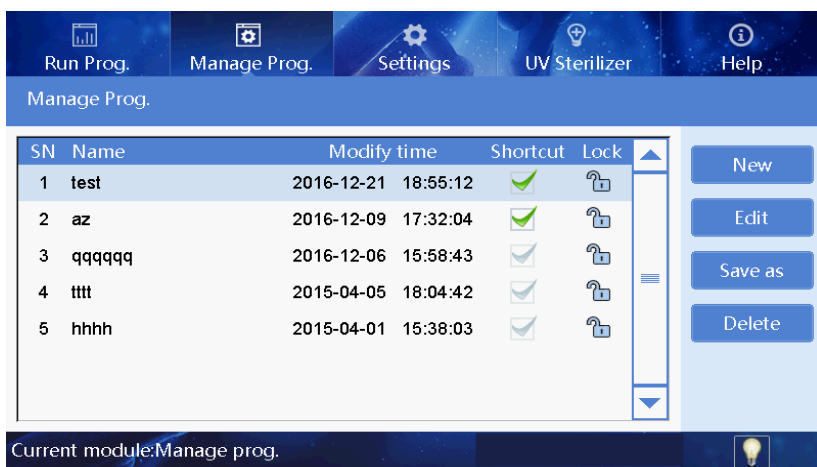 Run Prog. Manage Prog. Settings UV Sterilizer Help
Manage Prog.
SN Name Modify time Shortcut Lock
1 test 2016-12-21 18:55:12
2 az 2016-12-09 17:32:04
3 qqqqqq 2016-12-06 15:58:43
4 tttt 2015-04-05 18:04:42
5 hhhh 2015-04-01 15:38:03
New
Edit
Save as
Delete
Current module:Manage prog.